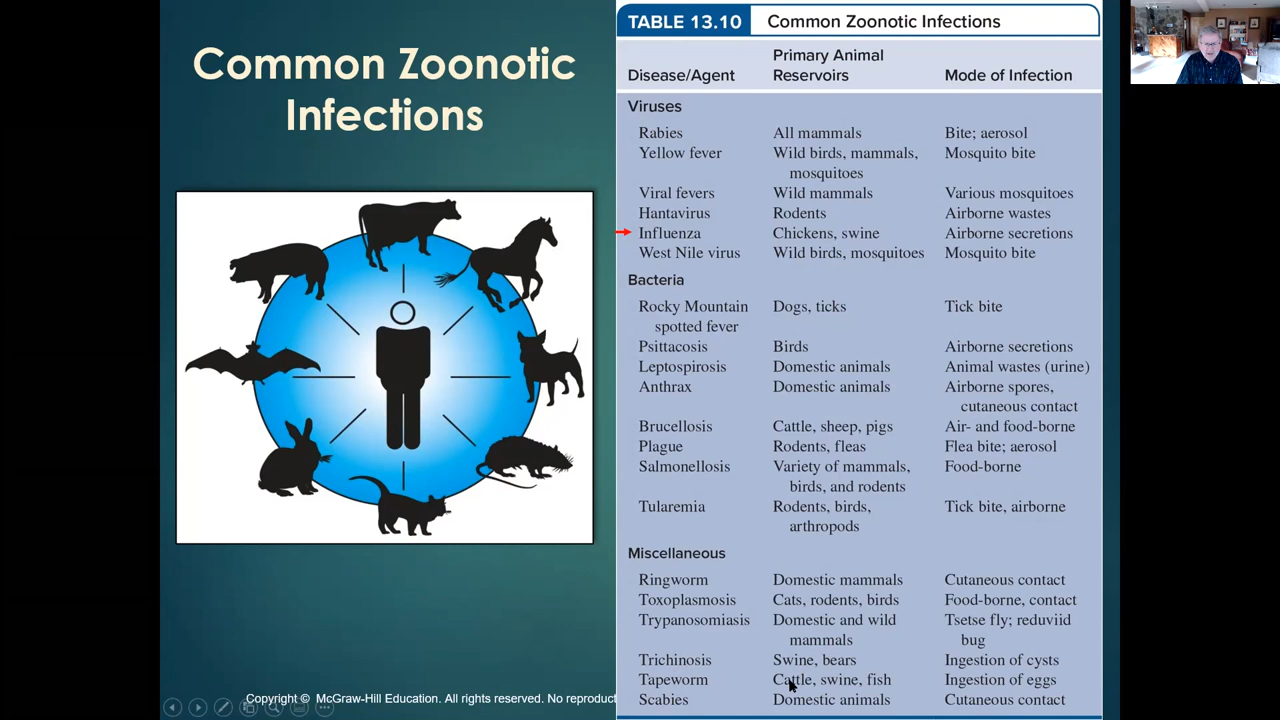 Common Zoonotic
Infections
Copyright © McGraw-Hill Education. All rights reserved. No reproduct
TABLE 13.10 Common Zoonotic Infections
Disease/Agent Primary Animal Reservoirs Mode of Infection
Viruses
Rabies All mammals Bite; aerosol
Yellow fever Wild birds, mammals, Mosquito bite
mosquitoes
Viral fevers Wild mammals Various mosquitoes
Hantavirus Rodents Airborne wastes
Influenza Chickens, swine Airborne secretions
West Nile virus Wild birds, mosquitoes Mosquito bite
Bacteria
Rocky Mountain Dogs, ticks Tick bite
spotted fever
Psittacosis Birds Airborne secretions
Leptospirosis Domestic animals Animal wastes (urine)
Anthrax Domestic animals Airborne spores,
cutaneous contact
Brucellosis Cattle, sheep, pigs Air- and food-borne
Plague Rodents, fleas Flea bite; aerosol
Salmonellosis Variety of mammals, Food-borne
birds, and rodents
Tularemia Rodents, birds, Tick bite, airborne
arthropods
Miscellaneous
Ringworm Domestic mammals Cutaneous contact
Toxoplasmosis Cats, rodents, birds Food-borne, contact
Trypanosomiasis Domestic and wild Tsetse fly; reduviid
mammals bug
Trichinosis Swine, bears Ingestion of cysts
Tapeworm Cattle, swine, fish Ingestion of eggs
Scabies Domestic animals Cutaneous contact